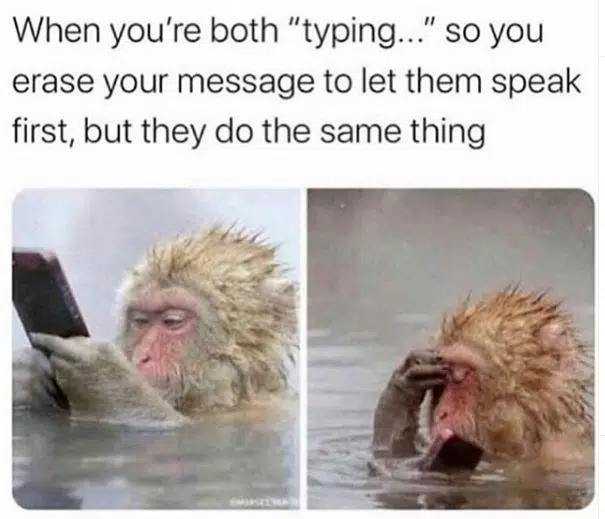 When you're both "typing..." so you
erase your message to let them speak
first, but they do the same thing